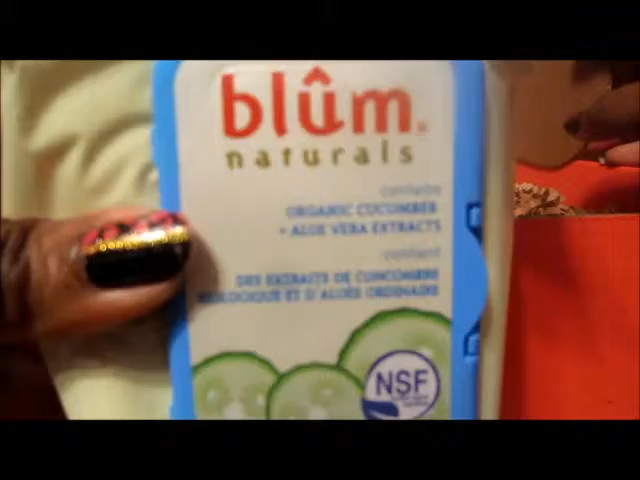 blûm
naturals
contains
ORGANIC CUCUMBER
+ ALOE VERA EXTRACTS
contient
DES EXTRAITS DE CONCOMBRE
BIOLOGIQUE ET D'ALOÈS ORDINAIRE
NSF